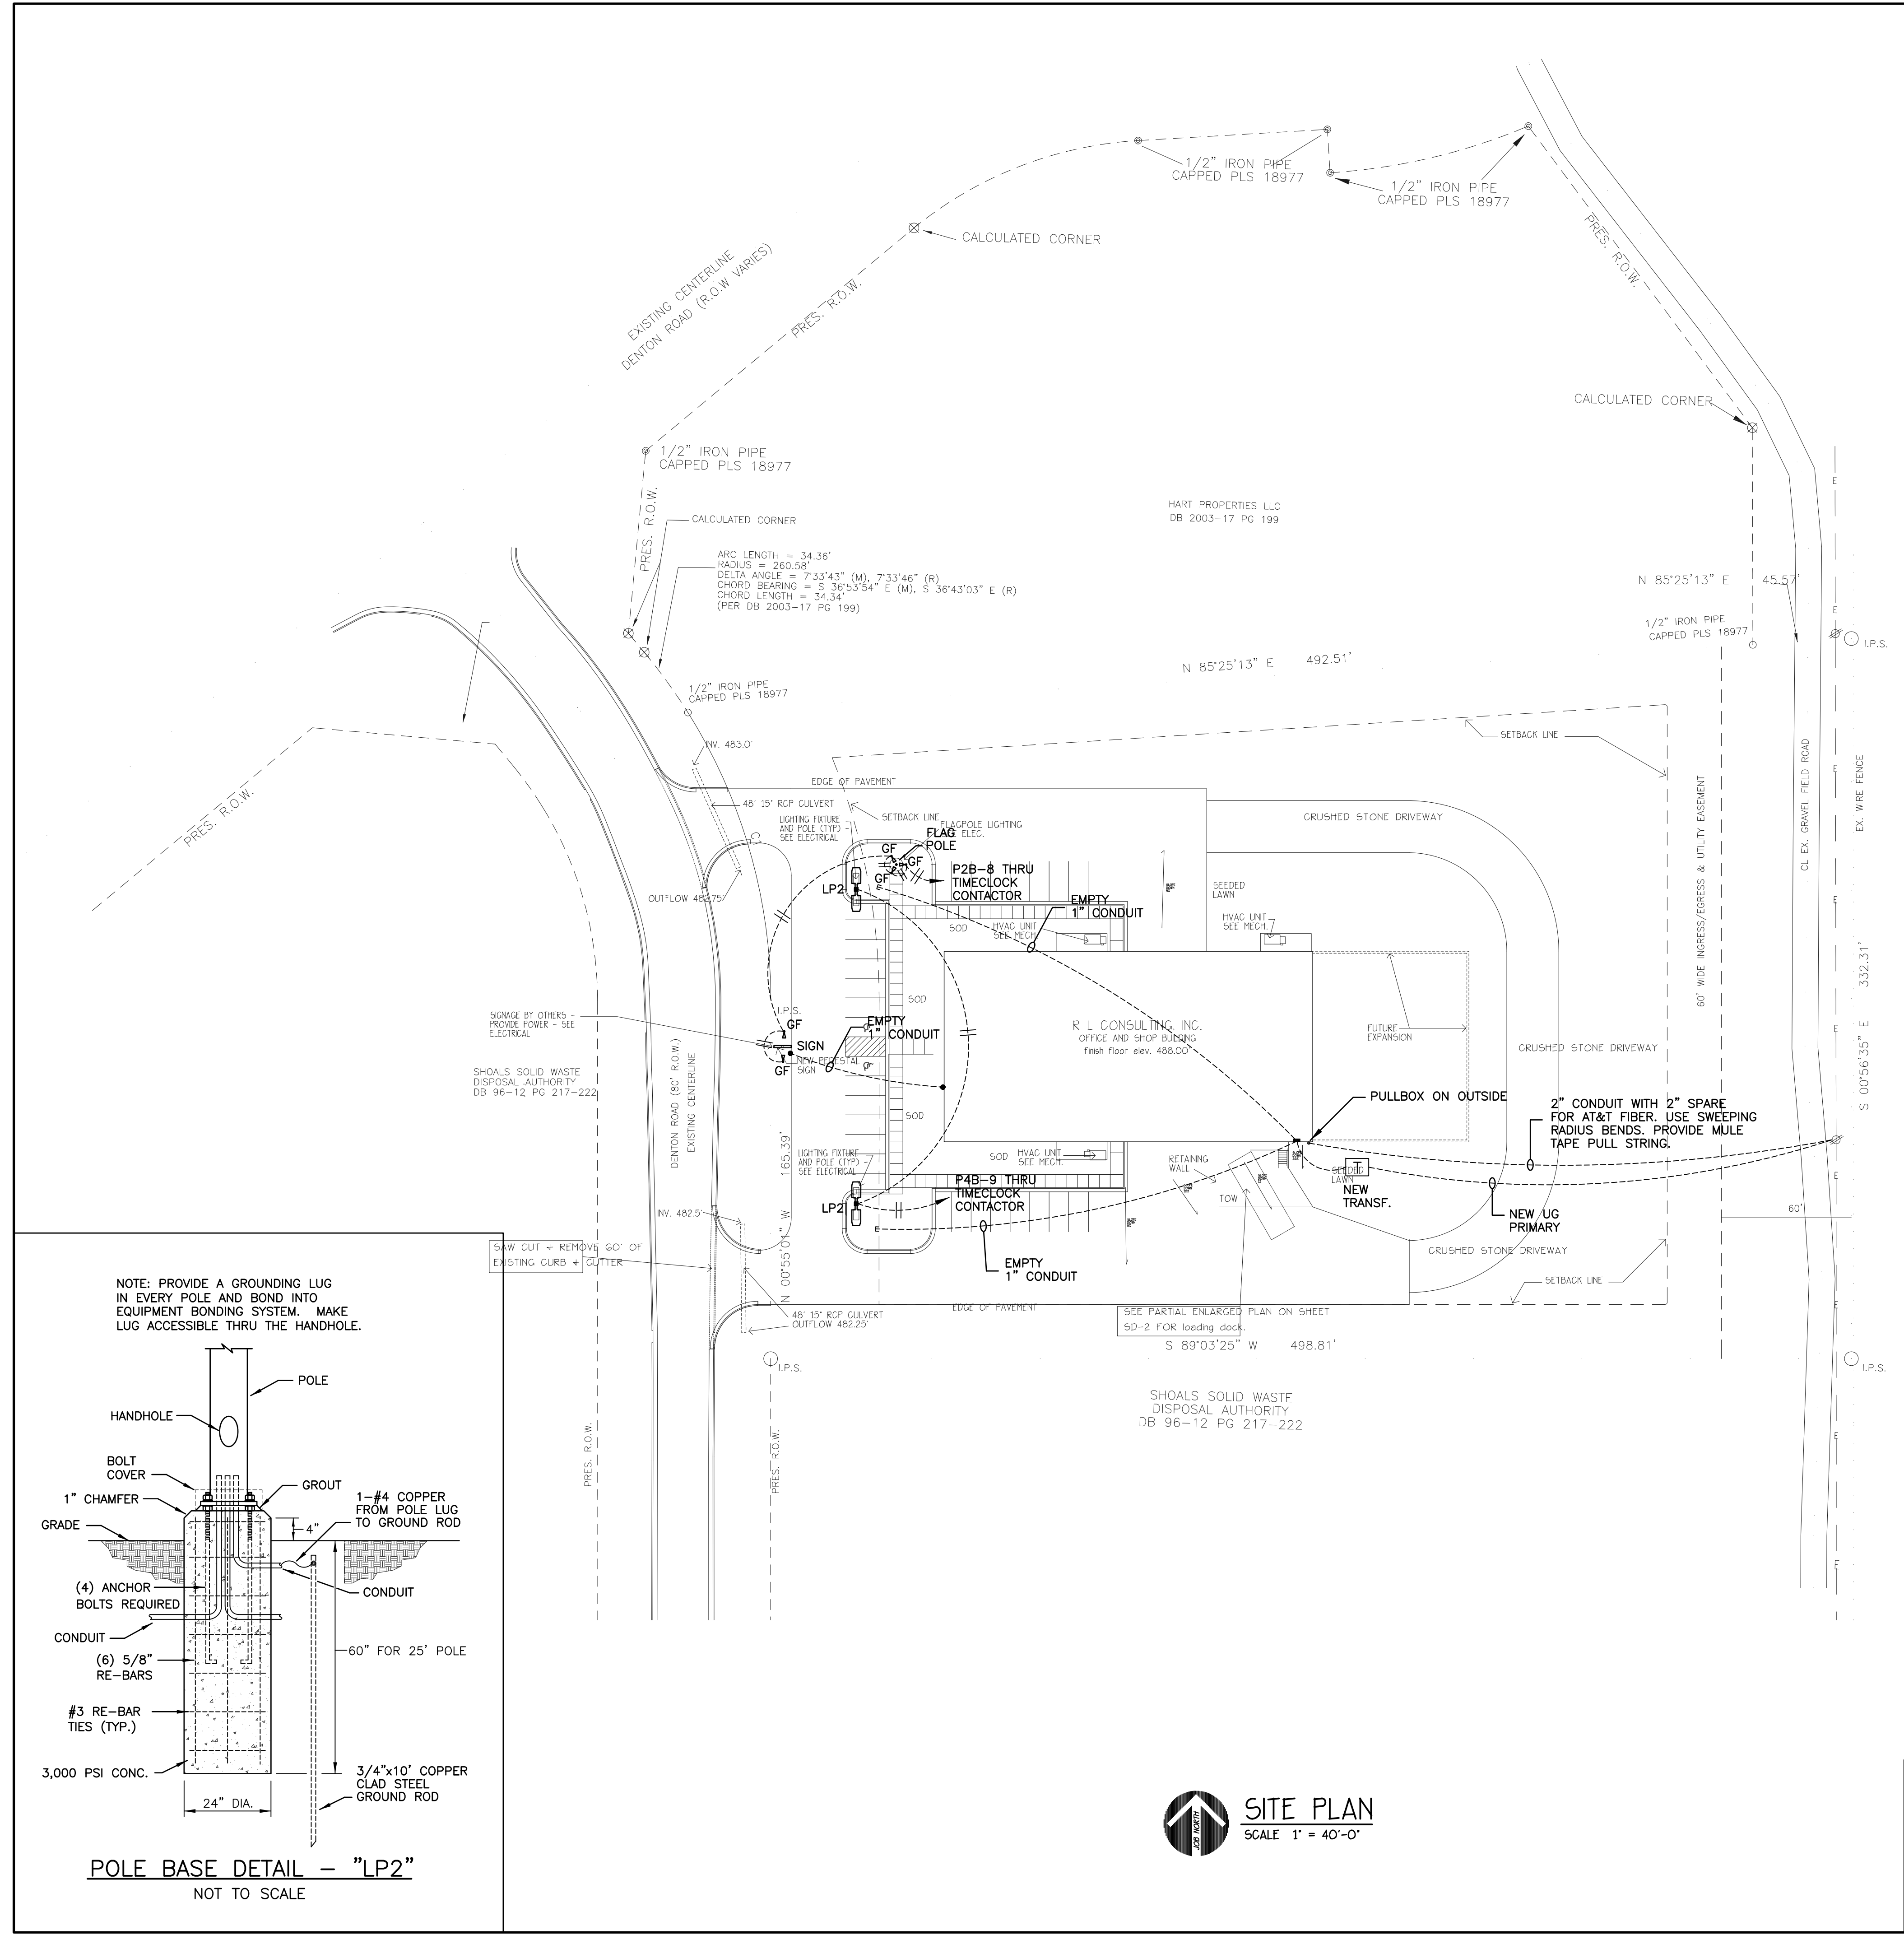 1/2" IRON PIPE
CAPPED PLS 18977
1/2" IRON PIPE
CAPPED PLS 18977
CALCULATED CORNER
PRES. R.O.W.
EXISTING CENTERLINE
DENTON ROAD (R.O.W VARIES)
PRES. R.O.W.
CALCULATED CORNER
1/2" IRON PIPE
CAPPED PLS 18977
PRES. R.O.W.
CALCULATED CORNER
HART PROPERTIES LLC
DB 2003-17 PG 199
ARC LENGTH = 34.36'
RADIUS = 260.58'
DELTA ANGLE = 7°33'43" (M), 7°33'46" (R)
CHORD BEARING = S 36°53'54" E (M), S 36°43'03" E (R)
CHORD LENGTH = 34.34'
(PER DB 2003-17 PG 199)
N 85°25'13" E 45.57'
1/2" IRON PIPE
CAPPED PLS 18977
I.P.S.
N 85°25'13" E 492.51'
1/2" IRON PIPE
CAPPED PLS 18977
INV. 483.0'
SETBACK LINE
EDGE OF PAVEMENT
PRES. R.O.W.
48' 15" RCP CULVERT
SETBACK LINE
LIGHTING FIXTURE
AND POLE (TYP) -
SEE ELECTRICAL
FLAGPOLE LIGHTING
ELEC.
FLAG
POLE
CRUSHED STONE DRIVEWAY
60' WIDE INGRESS/EGRESS & UTILITY EASEMENT
CL EX. GRAVEL FIELD ROAD
EX. WIRE FENCE
C1
GF
GF
GF
LP2
P2B-8 THRU
TIMECLOCK
CONTACTOR
EMPTY
1" CONDUIT
SEEDED
LAWN
OUTFLOW 482.75'
SOD
HVAC UNIT
SEE MECH.
HVAC UNIT
SEE MECH.
S 00°56'35" E 332.31'
SOD
SIGNAGE BY OTHERS -
PROVIDE POWER - SEE
ELECTRICAL
I.P.S.
GF
SIGN
GF
NEW PEDESTAL
SIGN
EMPTY
1" CONDUIT
R L CONSULTING, INC.
OFFICE AND SHOP BUILDING
finish floor elev. 488.00'
FUTURE
EXPANSION
CRUSHED STONE DRIVEWAY
SHOALS SOLID WASTE
DISPOSAL AUTHORITY
DB 96-12 PG 217-222
DENTON ROAD (80' R.O.W.)
EXISTING CENTERLINE
SOD
PULLBOX ON OUTSIDE
2" CONDUIT WITH 2" SPARE
FOR AT&T FIBER. USE SWEEPING
RADIUS BENDS. PROVIDE MULE
TAPE PULL STRING.
N 00°55'01" W 165.39'
LIGHTING FIXTURE
AND POLE (TYP) -
SEE ELECTRICAL
SOD
HVAC UNIT
SEE MECH.
RETAINING
WALL
TOW
SEEDED
LAWN
T
NEW
TRANSF.
NEW UG
PRIMARY
60'
LP2
P4B-9 THRU
TIMECLOCK
CONTACTOR
INV. 482.5'
SAW CUT + REMOVE 60' OF
EXISTING CURB + GUTTER
EMPTY
1" CONDUIT
CRUSHED STONE DRIVEWAY
SETBACK LINE
48' 15" RCP CULVERT
OUTFLOW 482.25'
EDGE OF PAVEMENT
SEE PARTIAL ENLARGED PLAN ON SHEET
SD-2 FOR loading dock.
S 89°03'25" W 498.81'
I.P.S.
I.P.S.
SHOALS SOLID WASTE
DISPOSAL AUTHORITY
DB 96-12 PG 217-222
PRES. R.O.W.
PRES. R.O.W.
NOTE: PROVIDE A GROUNDING LUG
IN EVERY POLE AND BOND INTO
EQUIPMENT BONDING SYSTEM. MAKE
LUG ACCESSIBLE THRU THE HANDHOLE.
POLE
HANDHOLE
BOLT
COVER
GROUT
1" CHAMFER
1-#4 COPPER
FROM POLE LUG
TO GROUND ROD
GRADE
4"
(4) ANCHOR
BOLTS REQUIRED
CONDUIT
CONDUIT
60" FOR 25' POLE
(6) 5/8"
RE-BARS
#3 RE-BAR
TIES (TYP.)
3,000 PSI CONC.
3/4"x10' COPPER
CLAD STEEL
GROUND ROD
24" DIA.
POLE BASE DETAIL - "LP2"
NOT TO SCALE
JOB NORTH
SITE PLAN
SCALE 1" = 40'-0"